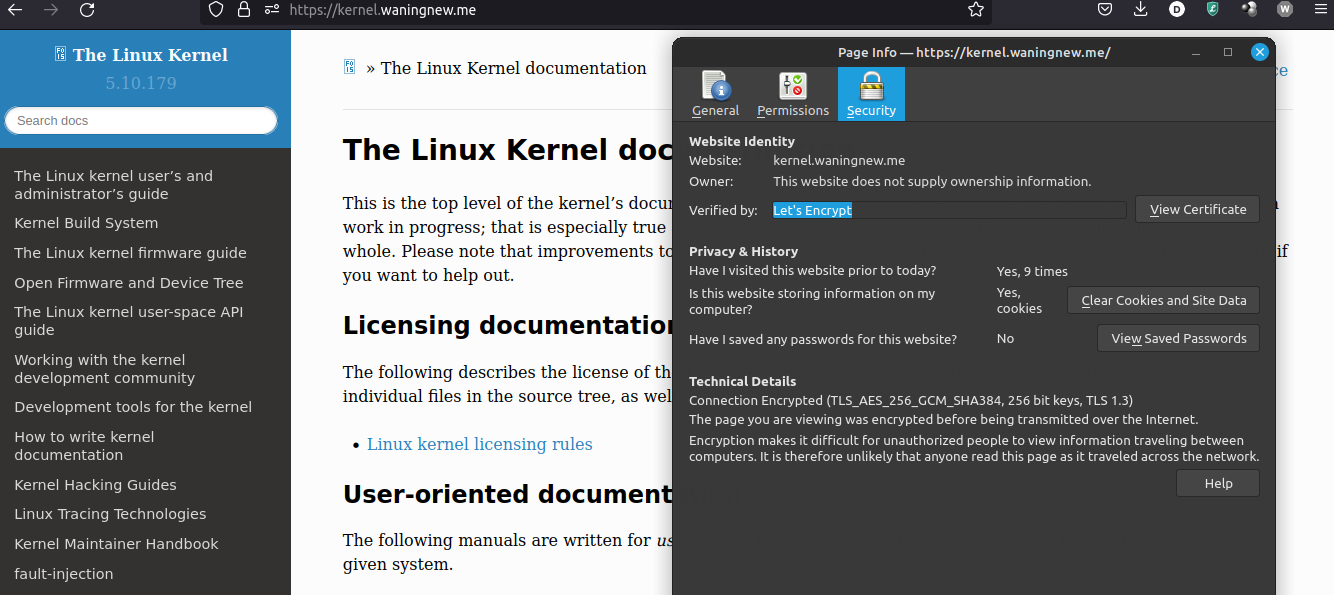 https://kernel.waningnew.me
The Linux Kernel
5.10.179
Search docs
The Linux kernel user’s and
administrator’s guide
Kernel Build System
The Linux kernel firmware guide
Open Firmware and Device Tree
The Linux kernel user-space API
guide
Working with the kernel
development community
Development tools for the kernel
How to write kernel
documentation
Kernel Hacking Guides
Linux Tracing Technologies
Kernel Maintainer Handbook
fault-injection
» The Linux Kernel documentation
The Linux Kernel doc
This is the top level of the kernel’s docu
work in progress; that is especially true
whole. Please note that improvements to
if
you want to help out.
Licensing documentation
The following describes the license of th
individual files in the source tree, as wel
• Linux kernel licensing rules
User-oriented document
The following manuals are written for us
given system.
Page Info — https://kernel.waningnew.me/
General
Permissions
Security
Website Identity
Website: kernel.waningnew.me
Owner: This website does not supply ownership information.
Verified by: Let's Encrypt
View Certificate
Privacy & History
Have I visited this website prior to today? Yes, 9 times
Is this website storing information on my
computer?
Yes,
cookies
Clear Cookies and Site Data
Have I saved any passwords for this website? No
View Saved Passwords
Technical Details
Connection Encrypted (TLS_AES_256_GCM_SHA384, 256 bit keys, TLS 1.3)
The page you are viewing was encrypted before being transmitted over the Internet.
Encryption makes it difficult for unauthorized people to view information traveling between
computers. It is therefore unlikely that anyone read this page as it traveled across the network.
Help